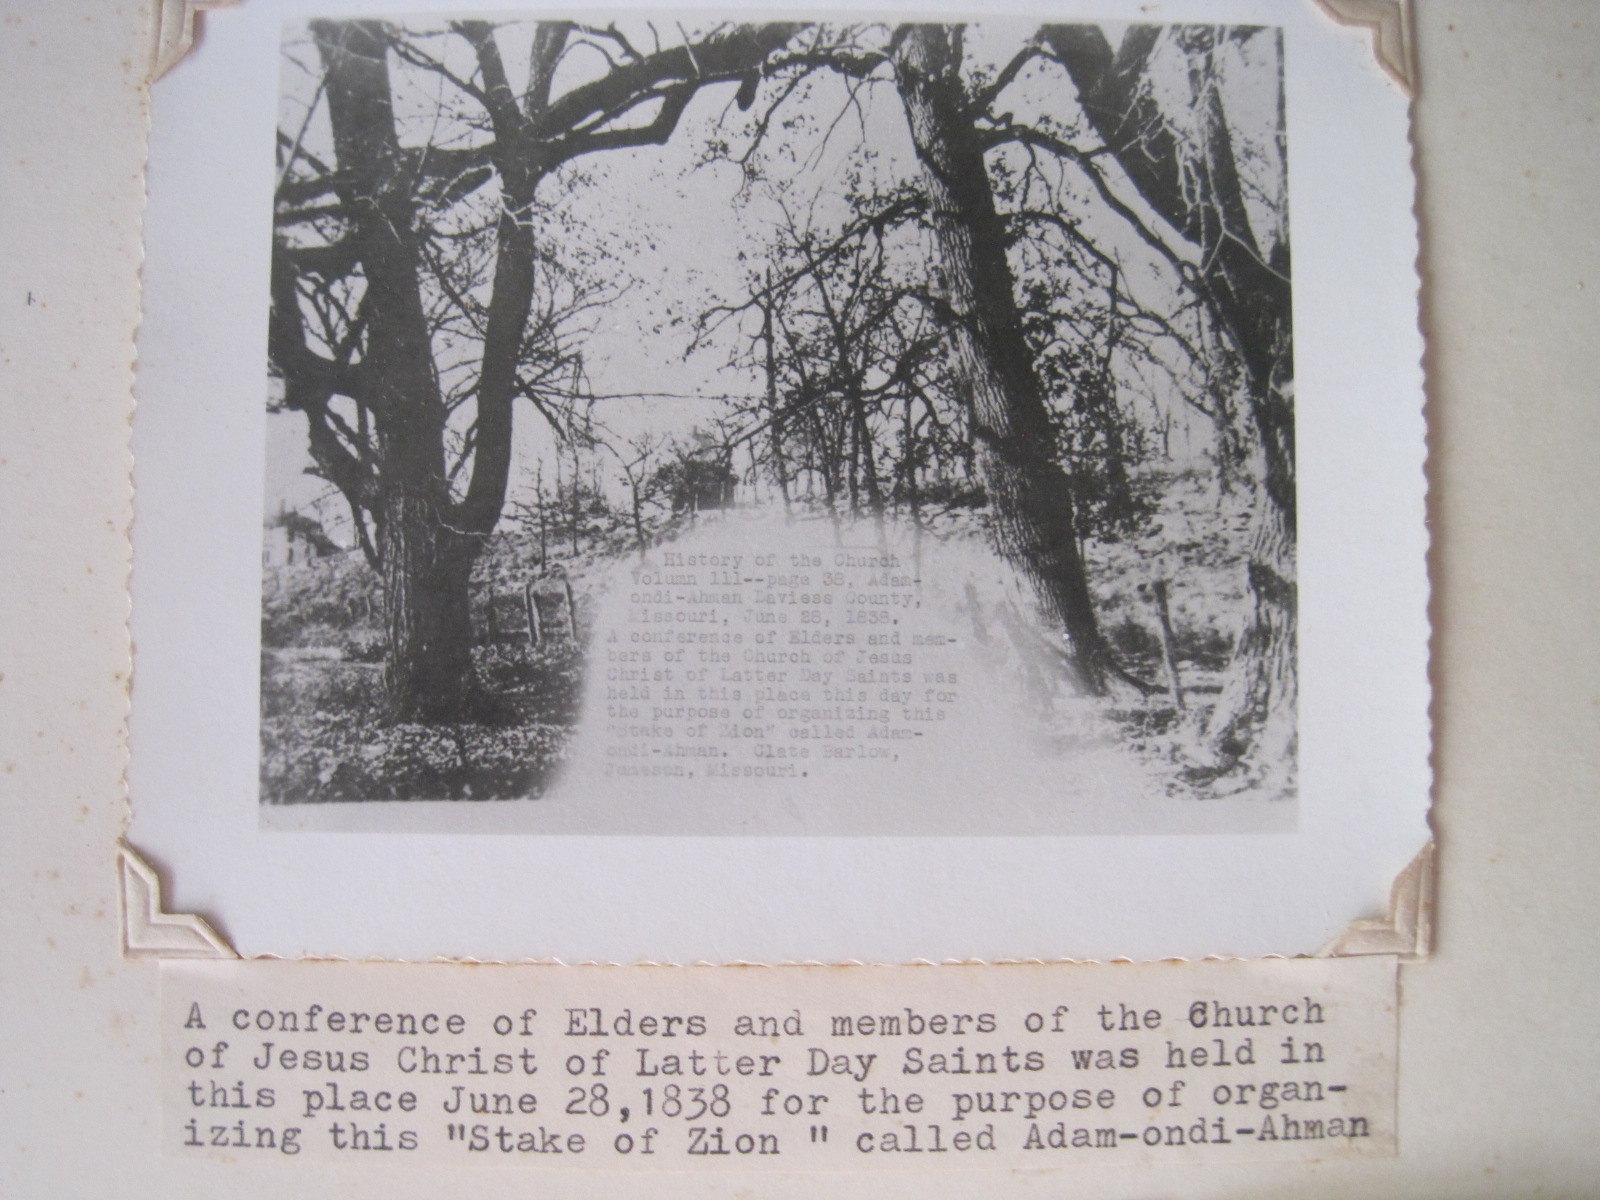 History of the Church
Volumn 111--page 38, Adam-
ondi-Ahman Daviess County,
Missouri, June 28, 1838.
A conference of Elders and mem-
bers of the Church of Jesus
Christ of Latter Day Saints was
held in this place this day for
the purpose of organizing this
"Stake of Zion" called Adam-
ondi-Ahman. Clate Barlow,
Jameson, Missouri.
A conference of Elders and members of the Church
of Jesus Christ of Latter Day Saints was held in
this place June 28,1838 for the purpose of organ-
izing this "Stake of Zion " called Adam-ondi-Ahman